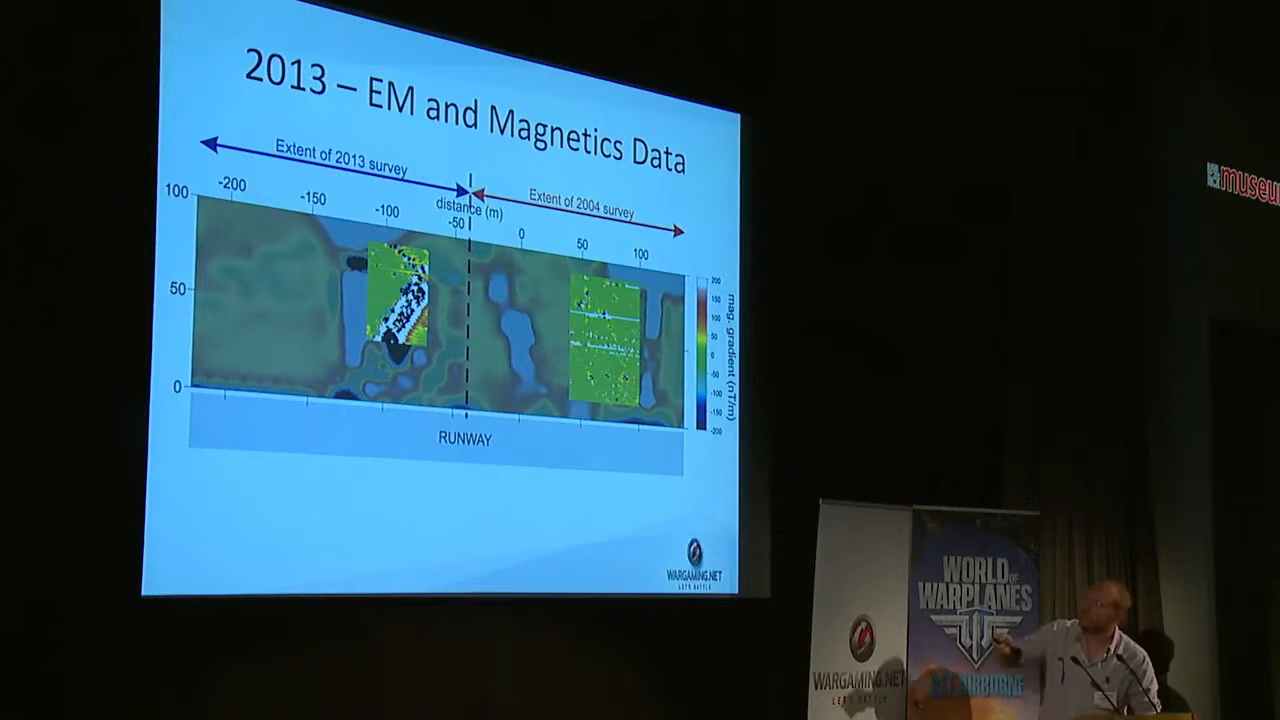 2013 – EM and Magnetics Data
Extent of 2013 survey
Extent of 2004 survey
distance (m)
-200 -150 -100 -50 0 50 100
100
50
0
200
150
100
50
0
-50
-100
-150
-200
mag. gradient (nT/m)
RUNWAY
WARGAMING.NET
LET'S BATTLE
museu
WORLD OF
WARPLANES
WARGAMING.NET
LET'S BATTLE
AIRBORNE